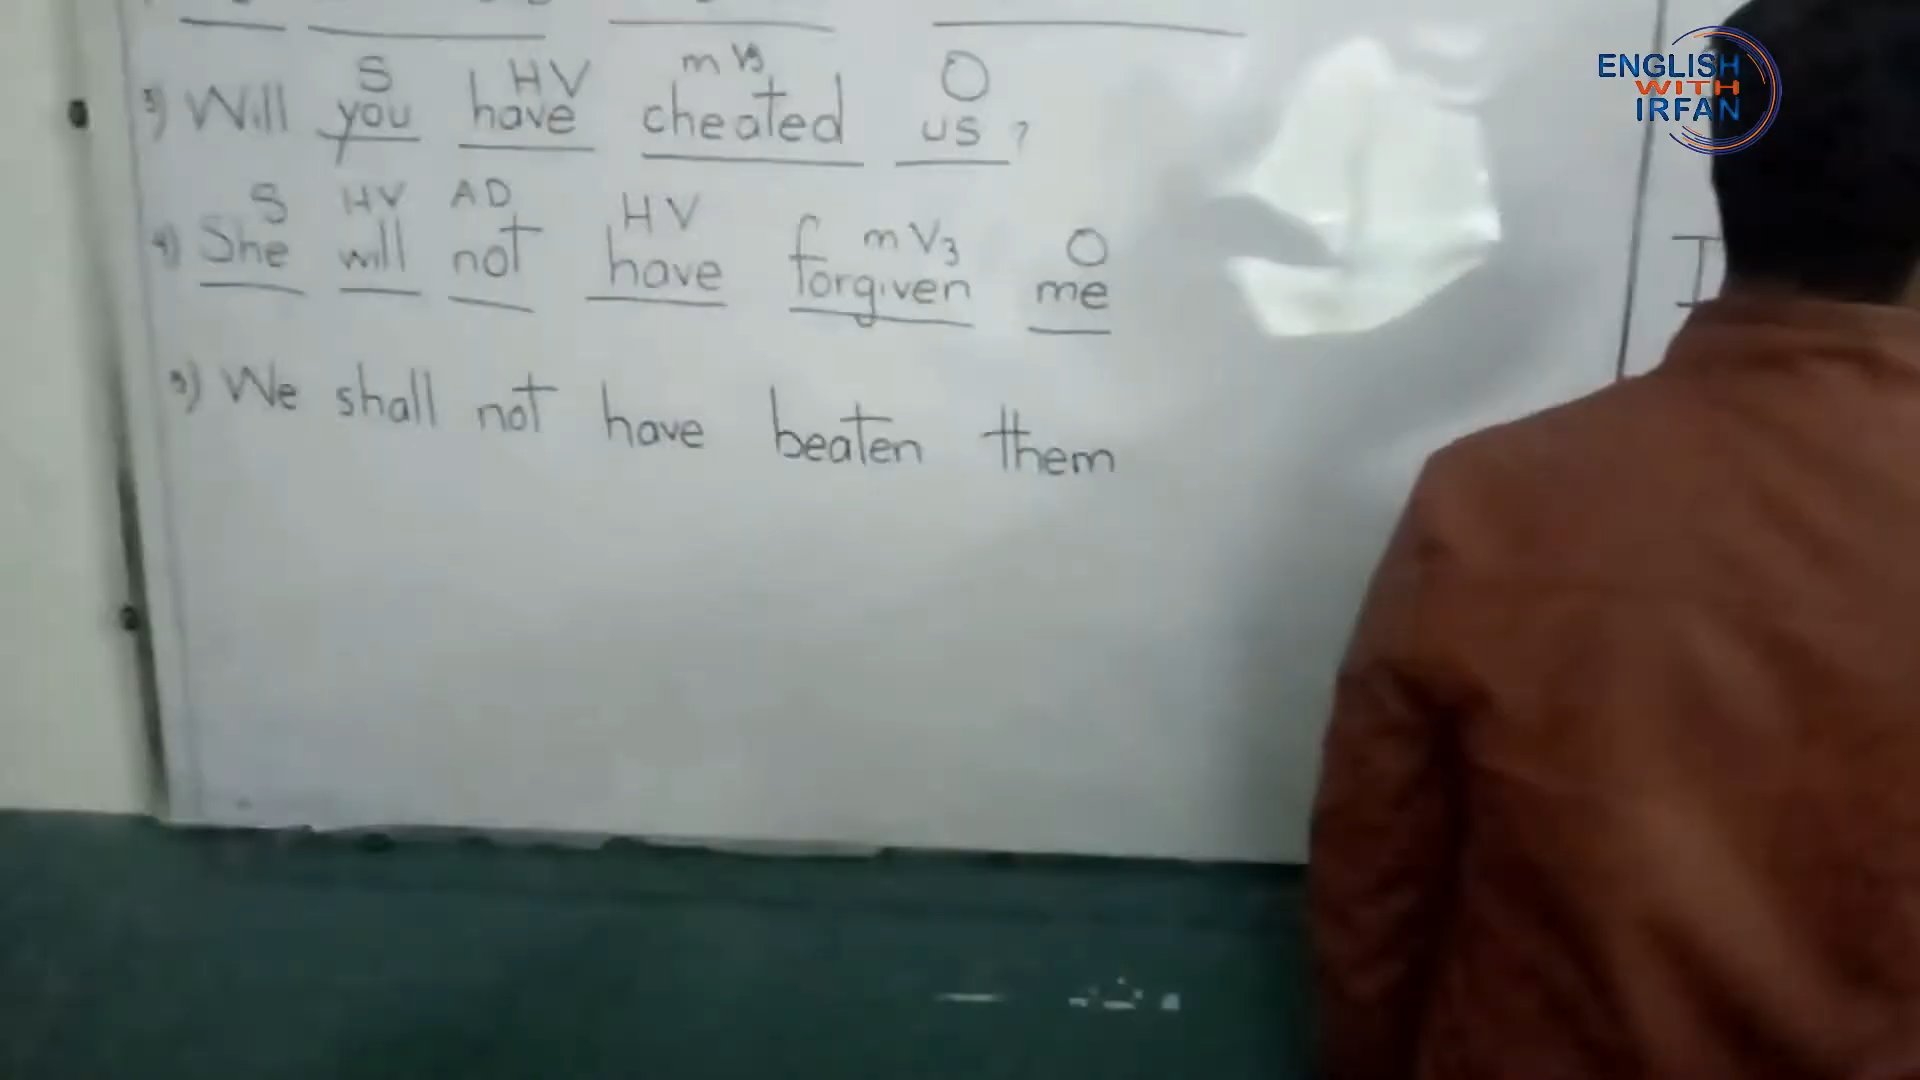 ENGLISH
WITH
IRFAN
S HV mV3 O
3) Will you have cheated us ?
S HV AD HV mV3 O
4) She will not have forgiven me
5) We shall not have beaten them
I